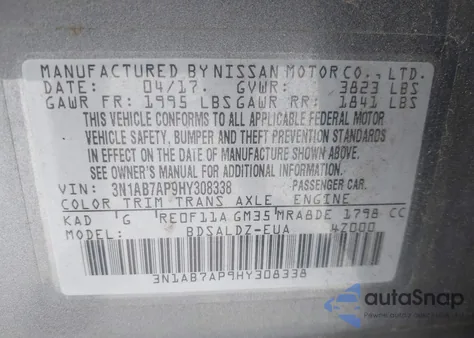 MANUFACTURED BY NISSAN MOTOR CO., LTD.
DATE: 04/17. GVWR: 3823 LBS
GAWR FR: 1995 LBS GAWR RR: 1841 LBS
THIS VEHICLE CONFORMS TO ALL APPLICABLE FEDERAL MOTOR
VEHICLE SAFETY, BUMPER AND THEFT PREVENTION STANDARDS
IN EFFECT ON THE DATE OF MANUFACTURE SHOWN ABOVE.
SEE OWNER'S MANUAL FOR ADDITIONAL INFORMATION.
VIN: 3N1AB7AP9HY308338 PASSENGER CAR.
COLOR TRIM TRANS AXLE ENGINE
KAD G RE0F11A GM35 MRA8DE 1798 CC
MODEL: BDSALDZ-EUA 4Z000
3N1AB7AP9HY308338
autoSnap